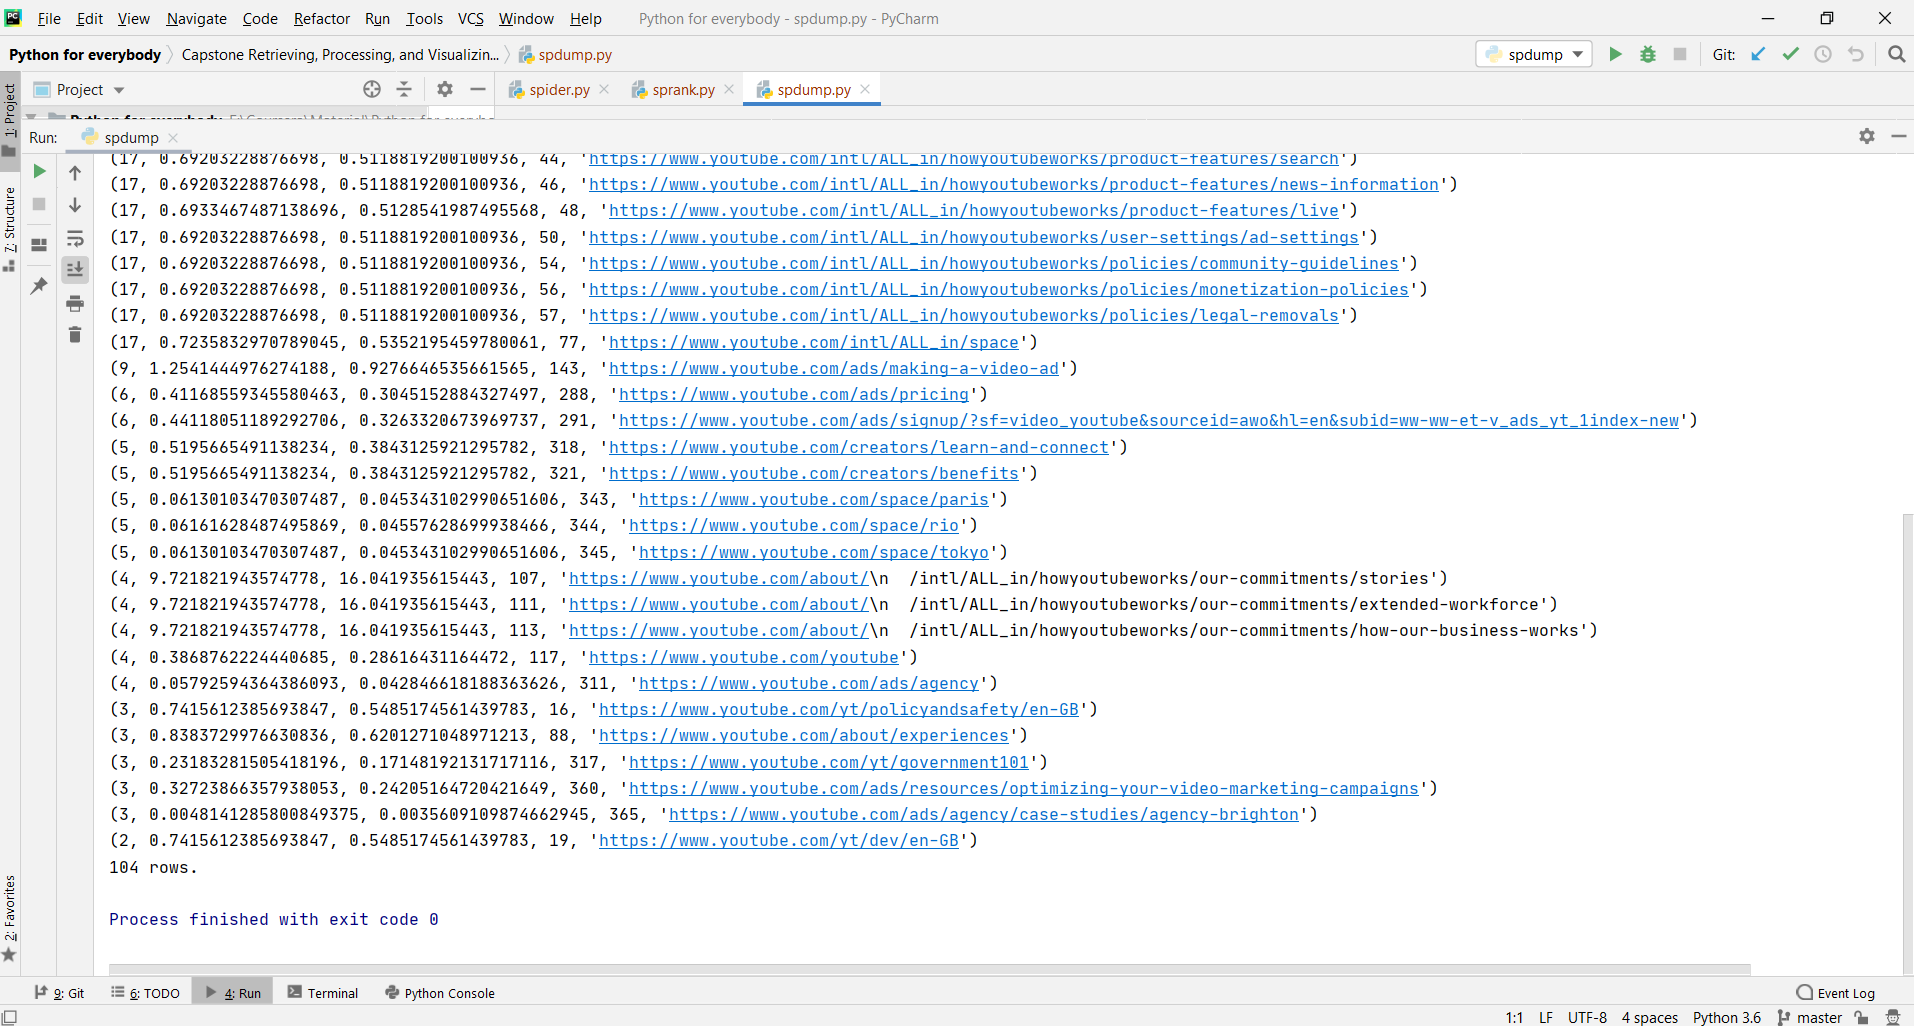 File Edit View Navigate Code Refactor Run Tools VCS Window Help Python for everybody - spdump.py - PyCharm
Python for everybody Capstone Retrieving, Processing, and Visualizin... spdump.py spdump Git:
Project spider.py sprank.py spdump.py
Python for everybody
Run: spdump
(17, 0.69203228876698, 0.5118819200100936, 44, 'https://www.youtube.com/intl/ALL_in/howyoutubeworks/product-features/search')
(17, 0.69203228876698, 0.5118819200100936, 46, 'https://www.youtube.com/intl/ALL_in/howyoutubeworks/product-features/news-information')
(17, 0.6933467487138696, 0.5128541987495568, 48, 'https://www.youtube.com/intl/ALL_in/howyoutubeworks/product-features/live')
(17, 0.69203228876698, 0.5118819200100936, 50, 'https://www.youtube.com/intl/ALL_in/howyoutubeworks/user-settings/ad-settings')
(17, 0.69203228876698, 0.5118819200100936, 54, 'https://www.youtube.com/intl/ALL_in/howyoutubeworks/policies/community-guidelines')
(17, 0.69203228876698, 0.5118819200100936, 56, 'https://www.youtube.com/intl/ALL_in/howyoutubeworks/policies/monetization-policies')
(17, 0.69203228876698, 0.5118819200100936, 57, 'https://www.youtube.com/intl/ALL_in/howyoutubeworks/policies/legal-removals')
(17, 0.7235832970789045, 0.5352195459780061, 77, 'https://www.youtube.com/intl/ALL_in/space')
(9, 1.2541444976274188, 0.9276646535661565, 143, 'https://www.youtube.com/ads/making-a-video-ad')
(6, 0.41168559345580463, 0.3045152884327497, 288, 'https://www.youtube.com/ads/pricing')
(6, 0.44118051189292706, 0.3263320673969737, 291, 'https://www.youtube.com/ads/signup/?sf=video_youtube&sourceid=awo&hl=en&subid=ww-ww-et-v_ads_yt_1index-new')
(5, 0.5195665491138234, 0.3843125921295782, 318, 'https://www.youtube.com/creators/learn-and-connect')
(5, 0.5195665491138234, 0.3843125921295782, 321, 'https://www.youtube.com/creators/benefits')
(5, 0.06130103470307487, 0.045343102990651606, 343, 'https://www.youtube.com/space/paris')
(5, 0.06161628487495869, 0.04557628699938466, 344, 'https://www.youtube.com/space/rio')
(5, 0.06130103470307487, 0.045343102990651606, 345, 'https://www.youtube.com/space/tokyo')
(4, 9.721821943574778, 16.041935615443, 107, 'https://www.youtube.com/about/\n  /intl/ALL_in/howyoutubeworks/our-commitments/stories')
(4, 9.721821943574778, 16.041935615443, 111, 'https://www.youtube.com/about/\n  /intl/ALL_in/howyoutubeworks/our-commitments/extended-workforce')
(4, 9.721821943574778, 16.041935615443, 113, 'https://www.youtube.com/about/\n  /intl/ALL_in/howyoutubeworks/our-commitments/how-our-business-works')
(4, 0.3868762224440685, 0.28616431164472, 117, 'https://www.youtube.com/youtube')
(4, 0.05792594364386093, 0.042846618188363626, 311, 'https://www.youtube.com/ads/agency')
(3, 0.7415612385693847, 0.5485174561439783, 16, 'https://www.youtube.com/yt/policyandsafety/en-GB')
(3, 0.8383729976630836, 0.6201271048971213, 88, 'https://www.youtube.com/about/experiences')
(3, 0.23183281505418196, 0.17148192131717116, 317, 'https://www.youtube.com/yt/government101')
(3, 0.32723866357938053, 0.24205164720421649, 360, 'https://www.youtube.com/ads/resources/optimizing-your-video-marketing-campaigns')
(3, 0.0048141285800849375, 0.0035609109874662945, 365, 'https://www.youtube.com/ads/agency/case-studies/agency-brighton')
(2, 0.7415612385693847, 0.5485174561439783, 19, 'https://www.youtube.com/yt/dev/en-GB')
104 rows.
Process finished with exit code 0
1: Project
7: Structure
2: Favorites
9: Git 6: TODO 4: Run Terminal Python Console Event Log
1:1 LF UTF-8 4 spaces Python 3.6 master